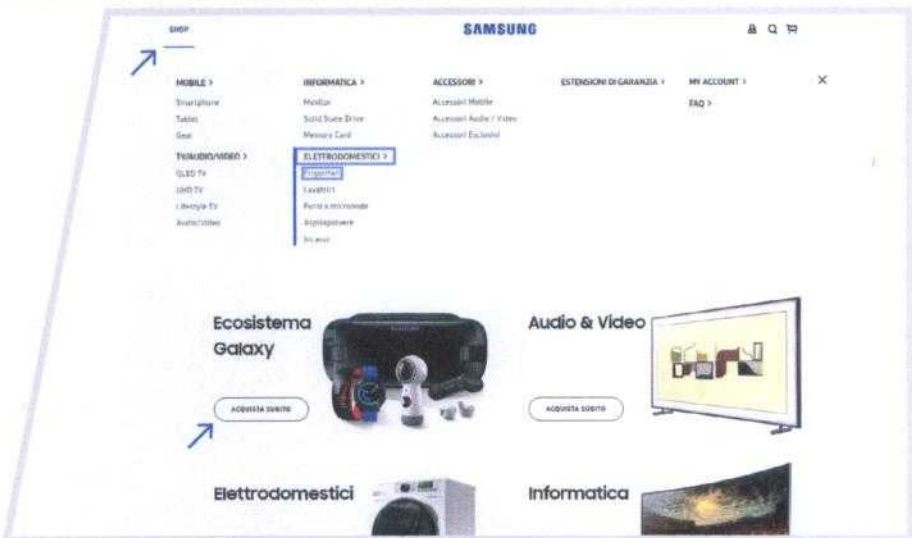 SHOP
SAMSUNG
MOBILE >
Smartphone
Tablet
Gear
TV/AUDIO/VIDEO >
QLED TV
UHD TV
Lifestyle TV
Audio/Video
INFORMATICA >
Monitor
Solid State Drive
Memory Card
ELETTRODOMESTICI >
Frigoriferi
Lavatrici
Forni a microonde
Aspirapolvere
ACCESSORI >
Accessori Mobile
Accessori Audio / Video
Accessori Esclusivi
ESTENSIONI DI GARANZIA >
MY ACCOUNT >
FAQ >
Ecosistema
Galaxy
ACQUISTA SUBITO
Audio & Video
ACQUISTA SUBITO
Elettrodomestici
Informatica